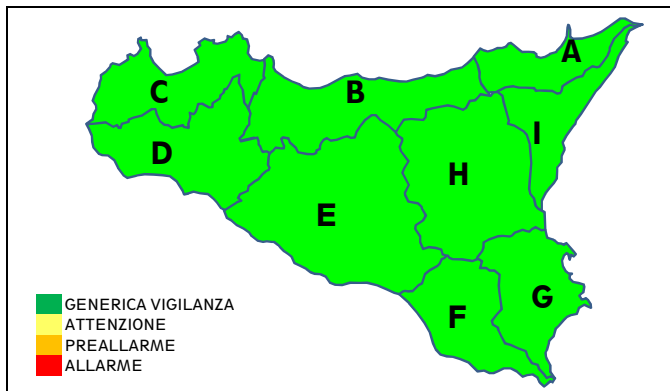 A
C
B
I
D
H
E
G
F
GENERICA VIGILANZA
ATTENZIONE
PREALLARME
ALLARME